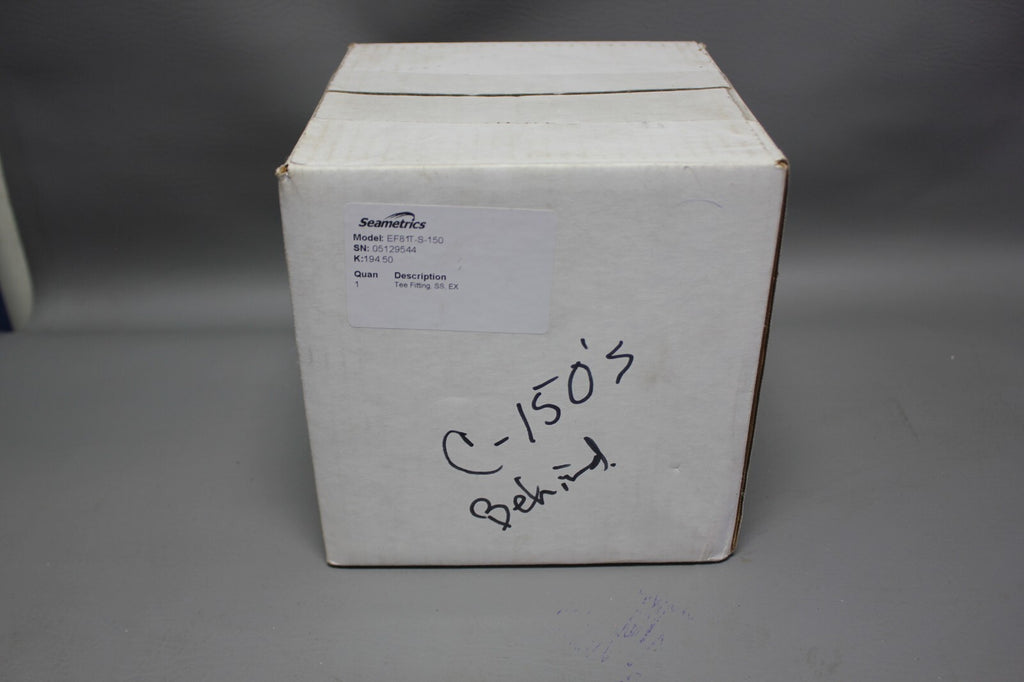 Seametrics
Model: EF81T-S-150
SN: 05129544
K:194.50
Quan Description
1 Tee Fitting, SS, EX
C-150's
Behind.